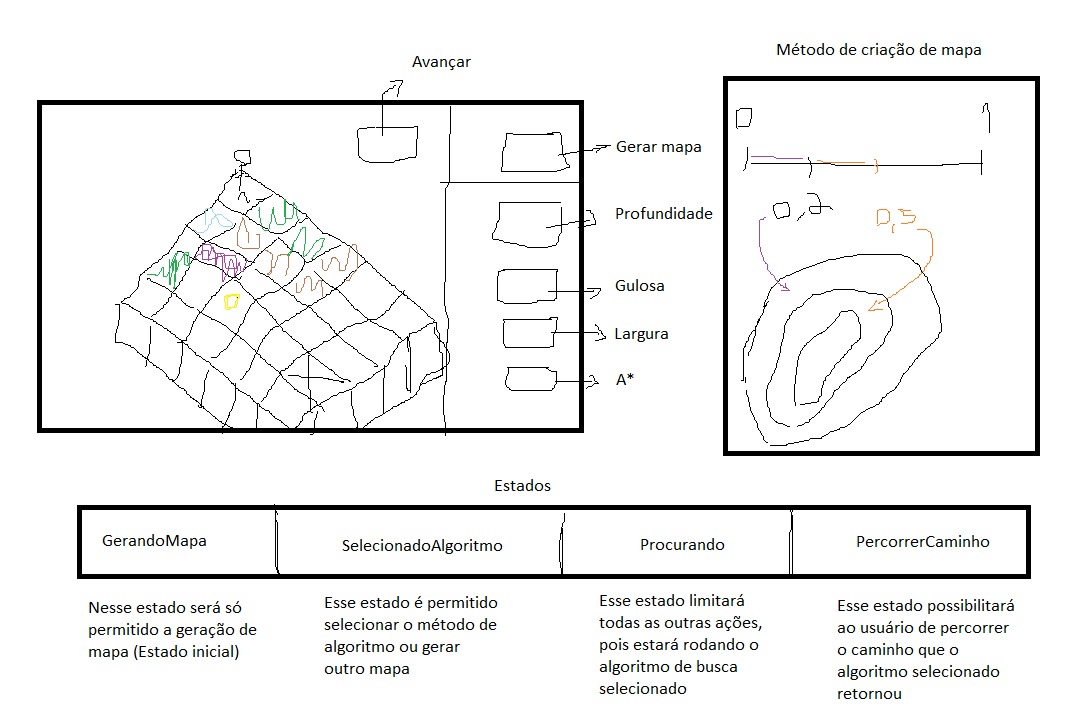 Avançar
Gerar mapa
Profundidade
Gulosa
Largura
A*
Método de criação de mapa
0
1
0,2
0,5
Estados
GerandoMapa
SelecionadoAlgoritmo
Procurando
PercorrerCaminho
Nesse estado será só
permitido a geração de
mapa (Estado inicial)
Esse estado é permitido
selecionar o método de
algoritmo ou gerar
outro mapa
Esse estado limitará
todas as outras ações,
pois estará rodando o
algoritmo de busca
selecionado
Esse estado possibilitará
ao usuário de percorrer
o caminho que o
algoritmo selecionado
retornou